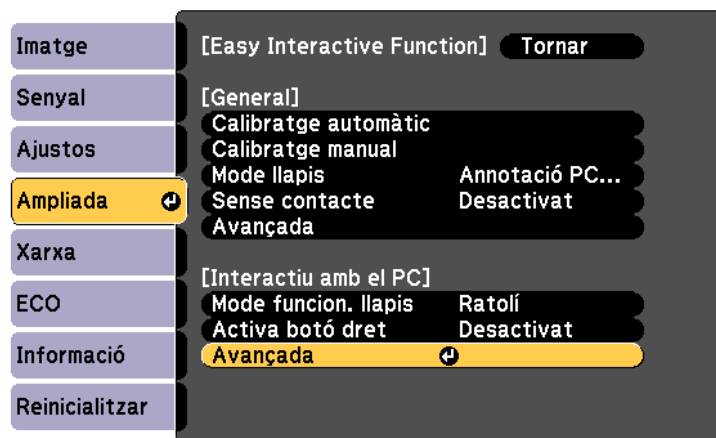 Imatge
Senyal
Ajustos
Ampliada
Xarxa
ECO
Informació
Reinicialitzar
[Easy Interactive Function] Tornar
[General]
Calibratge automàtic
Calibratge manual
Mode llapis Annotació PC...
Sense contacte Desactivat
Avançada
[Interactiu amb el PC]
Mode funcion. llapis Ratolí
Activa botó dret Desactivat
Avançada